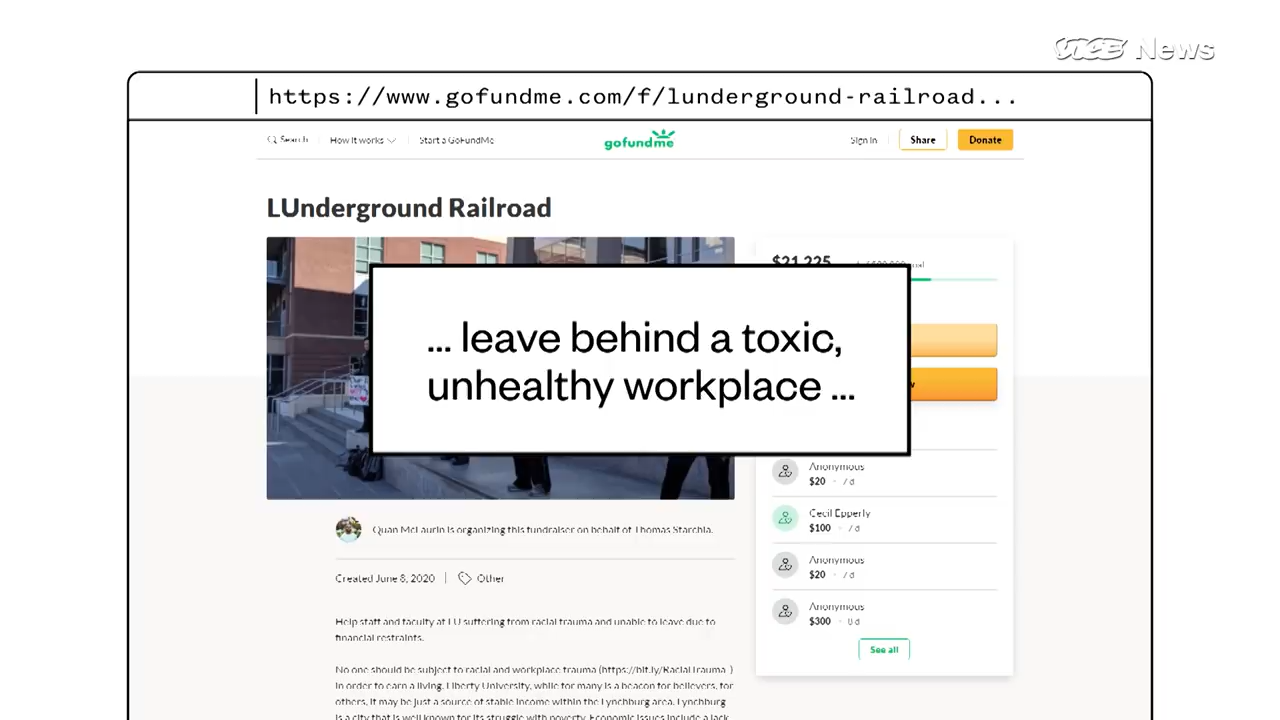 VICE News
https://www.gofundme.com/f/lunderground-railroad...
Search
How it works
Start a GoFundMe
gofundme
Sign in
Share
Donate
LUnderground Railroad
$21,225
... leave behind a toxic,
unhealthy workplace ...
Anonymous
$20
Cecil Epperly
$100
Anonymous
$20
Anonymous
$300
See all
Quan McLaurin is organizing this fundraiser on behalf of Thomas Starchia.
Created June 8, 2020
Other
Help staff and faculty at LU suffering from racial trauma and unable to leave due to
financial restraints.
No one should be subject to racial and workplace trauma (https://bit.ly/RacialTrauma )
in order to earn a living. Liberty University, while for many is a beacon for believers, for
others, it may be just a source of stable income within the Lynchburg area. Lynchburg
is a city that is well known for its struggle with poverty. Economic issues include a lack